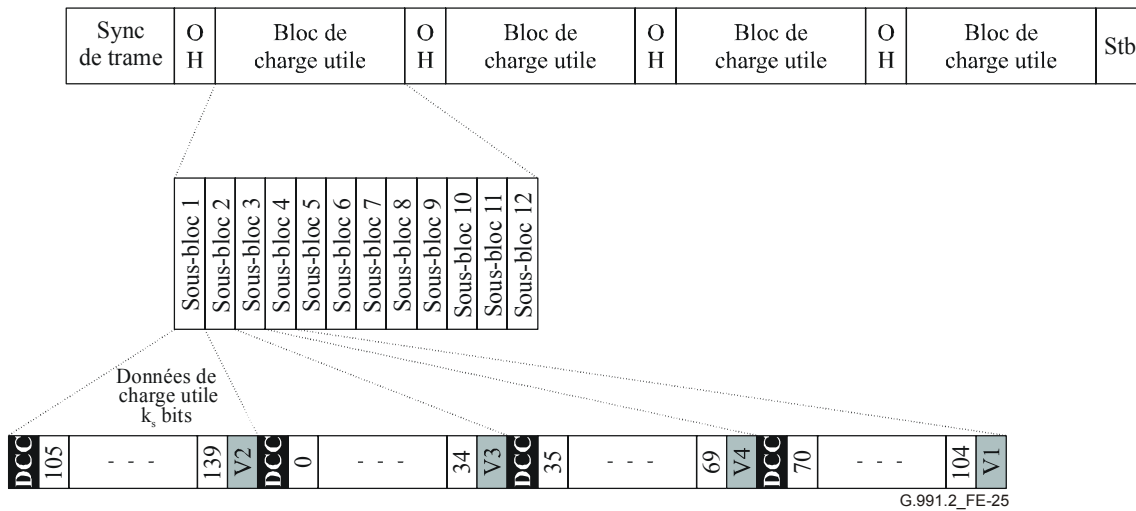 Sync
de trame
O
H
Bloc de
charge utile
O
H
Bloc de
charge utile
O
H
Bloc de
charge utile
O
H
Bloc de
charge utile
Stb
Sous-bloc 1
Sous-bloc 2
Sous-bloc 3
Sous-bloc 4
Sous-bloc 5
Sous-bloc 6
Sous-bloc 7
Sous-bloc 8
Sous-bloc 9
Sous-bloc 10
Sous-bloc 11
Sous-bloc 12
Données de
charge utile
ks bits
DCC
105
- - -
139
V2
DCC
0
- - -
34
V3
DCC
35
- - -
69
V4
DCC
70
- - -
104
V1
G.991.2_FE-25